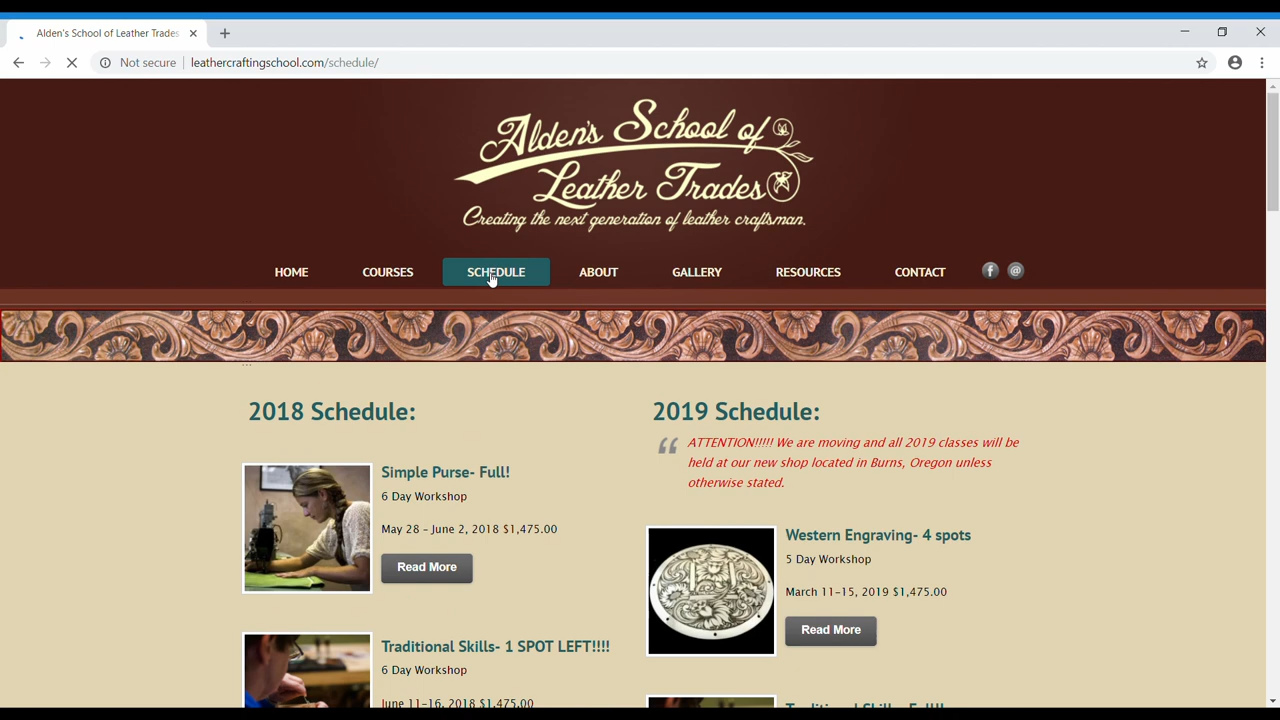 Alden's School of Leather Trades
Not secure
leathercraftingschool.com/schedule/
Alden's School of
Leather Trades
Creating the next generation of leather craftsman.
HOME COURSES SCHEDULE ABOUT GALLERY RESOURCES CONTACT
...
2018 Schedule:
Simple Purse- Full!
6 Day Workshop
May 28 - June 2, 2018 $1,475.00
Read More
Traditional Skills- 1 SPOT LEFT!!!!
6 Day Workshop
June 11-16, 2018 $1,475.00
2019 Schedule:
ATTENTION!!!!! We are moving and all 2019 classes will be
held at our new shop located in Burns, Oregon unless
otherwise stated.
Western Engraving- 4 spots
5 Day Workshop
March 11-15, 2019 $1,475.00
Read More